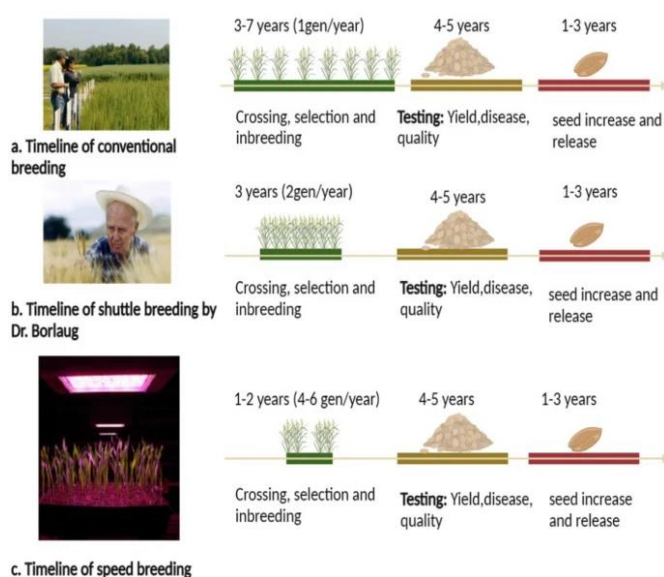 3-7 years (1gen/year)
4-5 years
1-3 years
Crossing, selection and
inbreeding
Testing: Yield,disease,
quality
seed increase and
release
a. Timeline of conventional
breeding
3 years (2gen/year)
4-5 years
1-3 years
Crossing, selection and
inbreeding
Testing: Yield,disease,
quality
seed increase and
release
b. Timeline of shuttle breeding by
Dr. Borlaug
1-2 years (4-6 gen/year)
4-5 years
1-3 years
Crossing, selection and
inbreeding
Testing: Yield,disease,
quality
seed increase
and release
c. Timeline of speed breeding